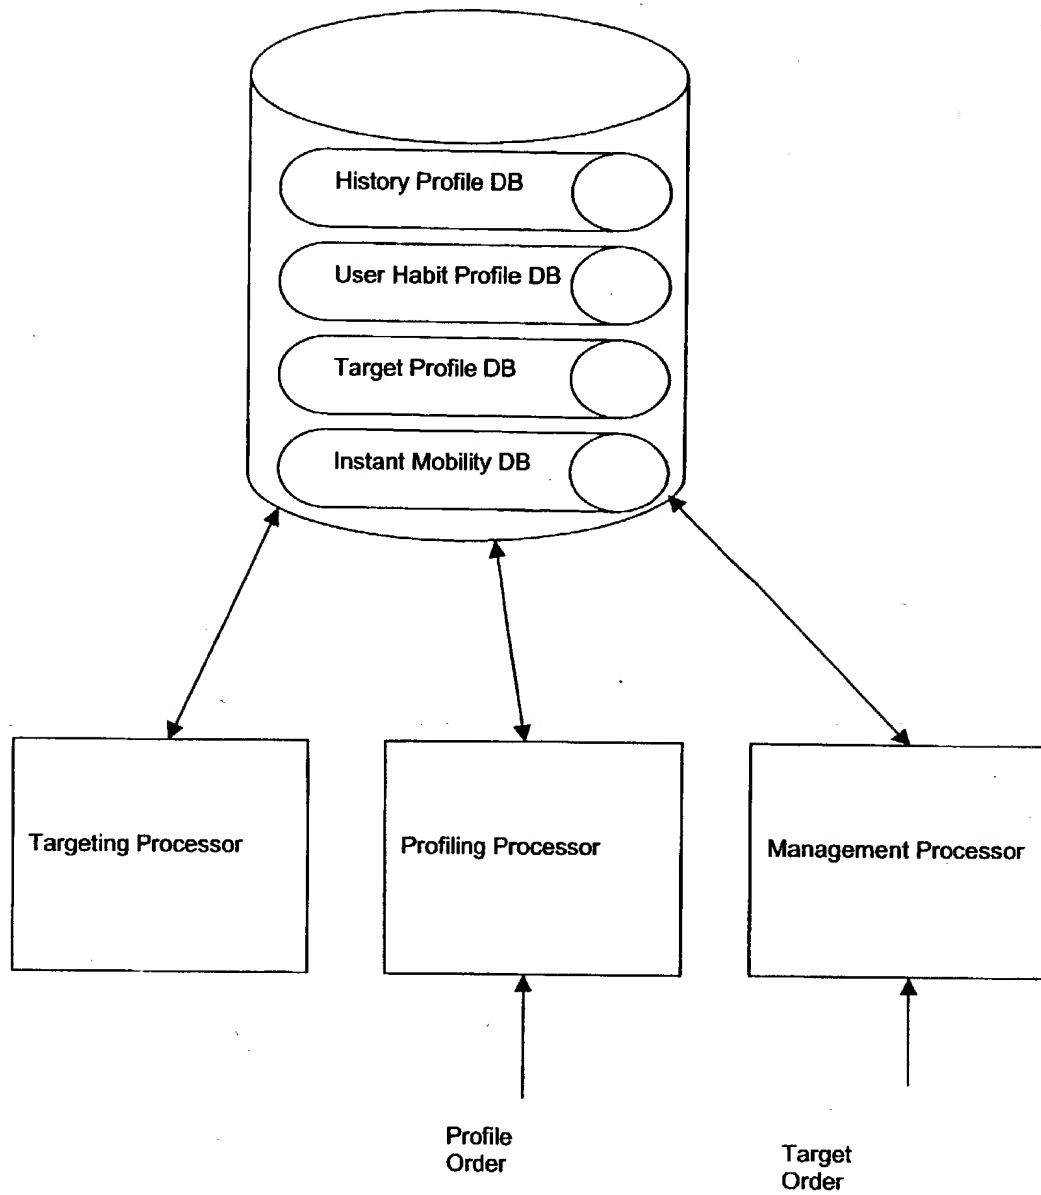 History Profile DB
User Habit Profile DB
Target Profile DB
Instant Mobility DB
Targeting Processor
Profiling Processor
Management Processor
Profile
Order
Target
Order